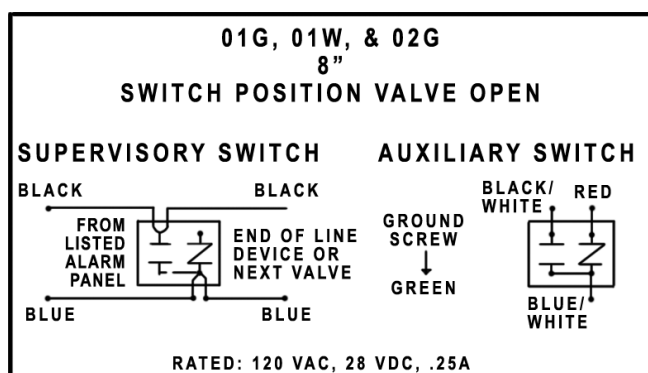 01G, 01W, & 02G
8”
SWITCH POSITION VALVE OPEN
SUPERVISORY SWITCH
BLACK
BLACK
FROM
LISTED
ALARM
PANEL
END OF LINE
DEVICE OR
NEXT VALVE
BLUE
BLUE
AUXILIARY SWITCH
BLACK/
WHITE
RED
GROUND
SCREW
GREEN
BLUE/
WHITE
RATED: 120 VAC, 28 VDC, .25A